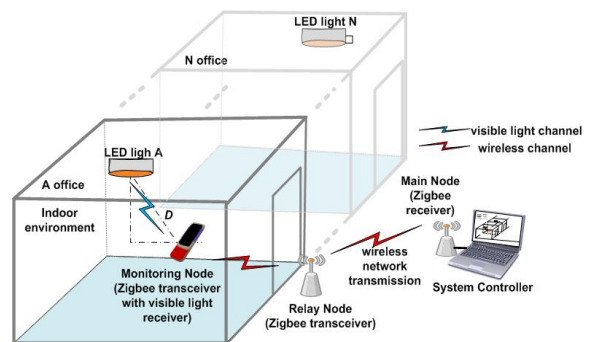 LED light N
N office
LED ligh A
A office
Indoor
environment
D
visible light channel
wireless channel
Main Node
(Zigbee
receiver)
wireless
network
transmission
System Controller
Monitoring Node
(Zigbee transceiver
with visible light
receiver)
Relay Node
(Zigbee transceiver)